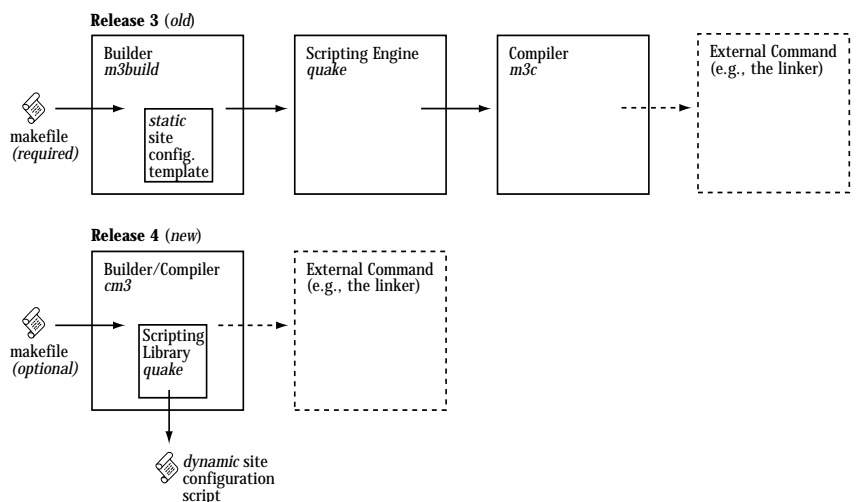 Release 3 (old)
Builder
m3build
static
site
config.
template
makefile
(required)
Scripting Engine
quake
Compiler
m3c
External Command
(e.g., the linker)
Release 4 (new)
Builder/Compiler
cm3
Scripting
Library
quake
makefile
(optional)
External Command
(e.g., the linker)
dynamic site
configuration
script